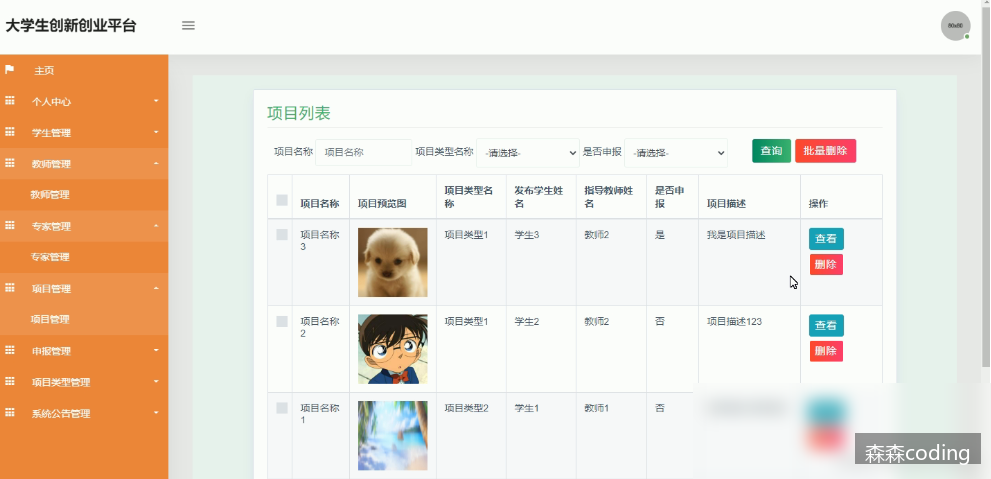 大学生创新创业平台
60x60
主页
个人中心
学生管理
教师管理
教师管理
专家管理
专家管理
项目管理
项目管理
申报管理
项目类型管理
系统公告管理
项目列表
项目名称 项目名称 项目类型名称 -请选择- 是否申报 -请选择- 查询 批量删除
项目名称 项目预览图 项目类型名称 发布学生姓名 指导教师姓名 是否申报 项目描述 操作
项目名称3 项目类型1 学生3 教师2 是 我是项目描述 查看 删除
项目名称2 项目类型1 学生2 教师2 否 项目描述123 查看 删除
项目名称1 项目类型2 学生1 教师1 否
森森coding